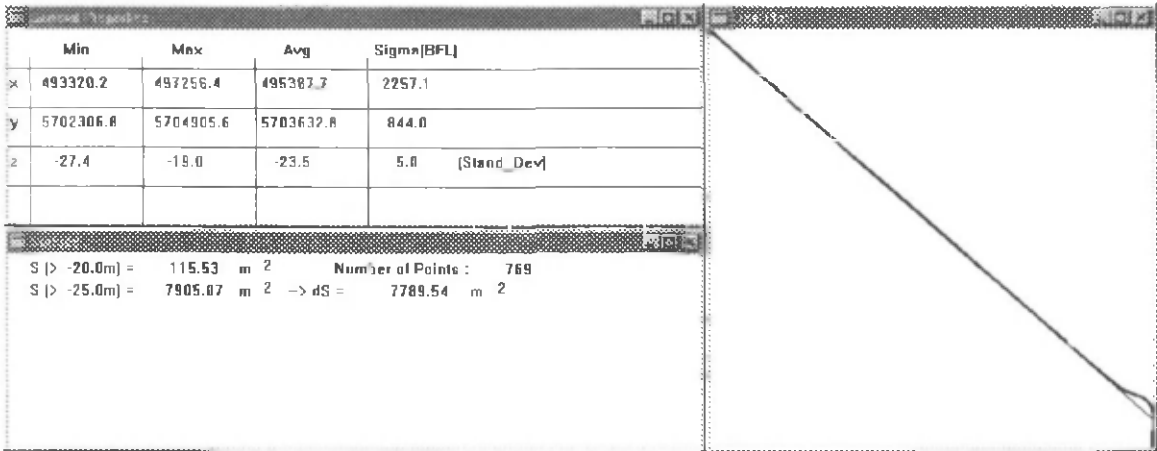 Min Max Avg Sigma(BFL)
x 493320.2 497256.4 495387.7 2257.1
y 5702306.8 5704905.6 5703632.8 844.0
z -27.4 -19.0 -23.5 5.0 (Stand_Dev)
S (> -20.0m) = 115.53 m 2 Number of Points : 769
S (> -25.0m) = 7905.07 m 2 -> dS = 7789.54 m 2